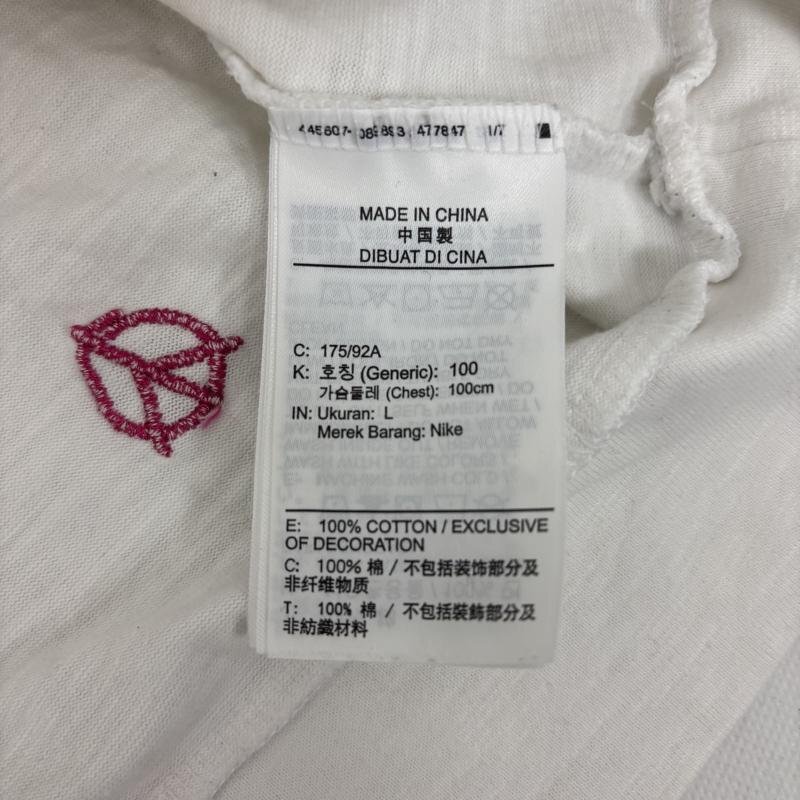 MADE IN CHINA
中国製
DIBUAT DI CINA
C: 175/92A
K: 호칭 (Generic): 100
가슴둘레 (Chest): 100cm
IN: Ukuran: L
Merek Barang: Nike
E: 100% COTTON / EXCLUSIVE
OF DECORATION
C: 100% 棉 / 不包括装饰部分及
非纤维物质
T: 100% 棉 / 不包括裝飾部分及
非紡織材料